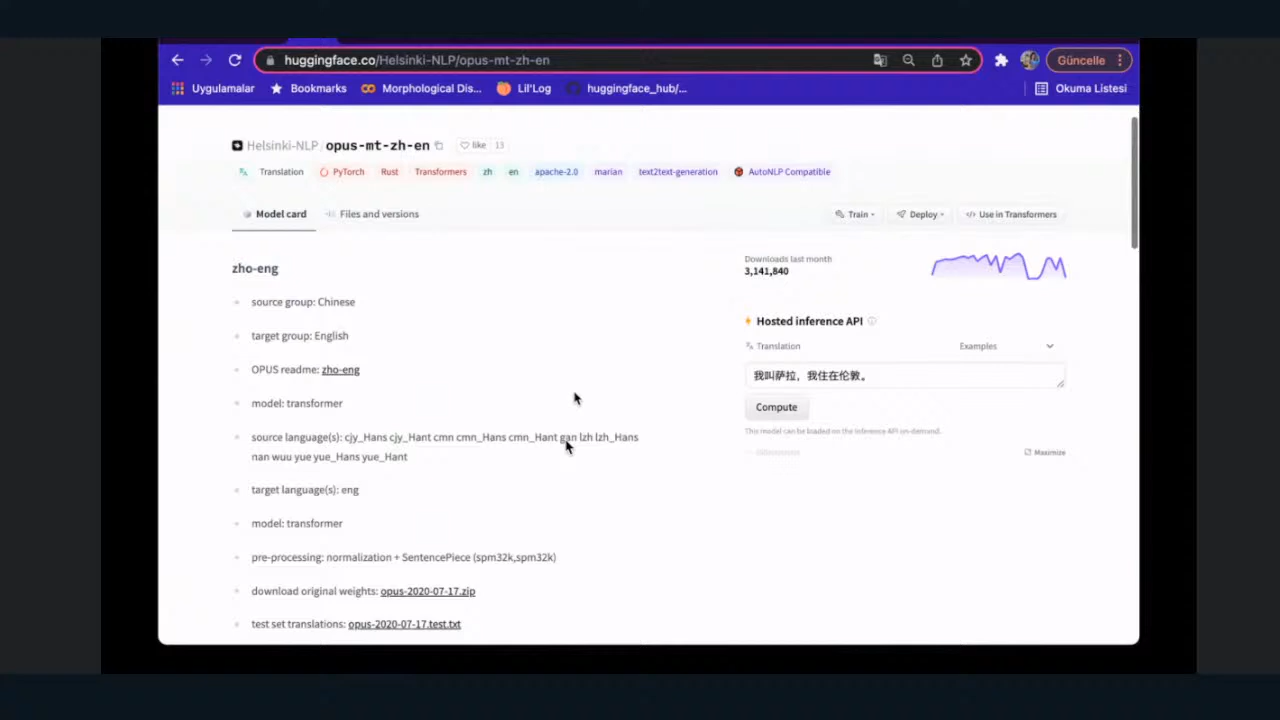 huggingface.co/Helsinki-NLP/opus-mt-zh-en
Güncelle
Uygulamalar
Bookmarks
Morphological Dis...
Lil'Log
huggingface_hub/...
Okuma Listesi
Helsinki-NLP/opus-mt-zh-en
like 13
Translation
PyTorch
Rust
Transformers
zh
en
apache-2.0
marian
text2text-generation
AutoNLP Compatible
Model card
Files and versions
Train
Deploy
</> Use in Transformers
zho-eng
source group: Chinese
target group: English
OPUS readme: zho-eng
model: transformer
source language(s): cjy_Hans cjy_Hant cmn cmn_Hans cmn_Hant gan lzh lzh_Hans
nan wuu yue yue_Hans yue_Hant
target language(s): eng
model: transformer
pre-processing: normalization + SentencePiece (spm32k,spm32k)
download original weights: opus-2020-07-17.zip
test set translations: opus-2020-07-17.test.txt
Downloads last month
3,141,840
Hosted inference API
Translation
Examples
我叫萨拉，我住在伦敦。
Compute
This model can be loaded on the Inference API on-demand.
Maximize